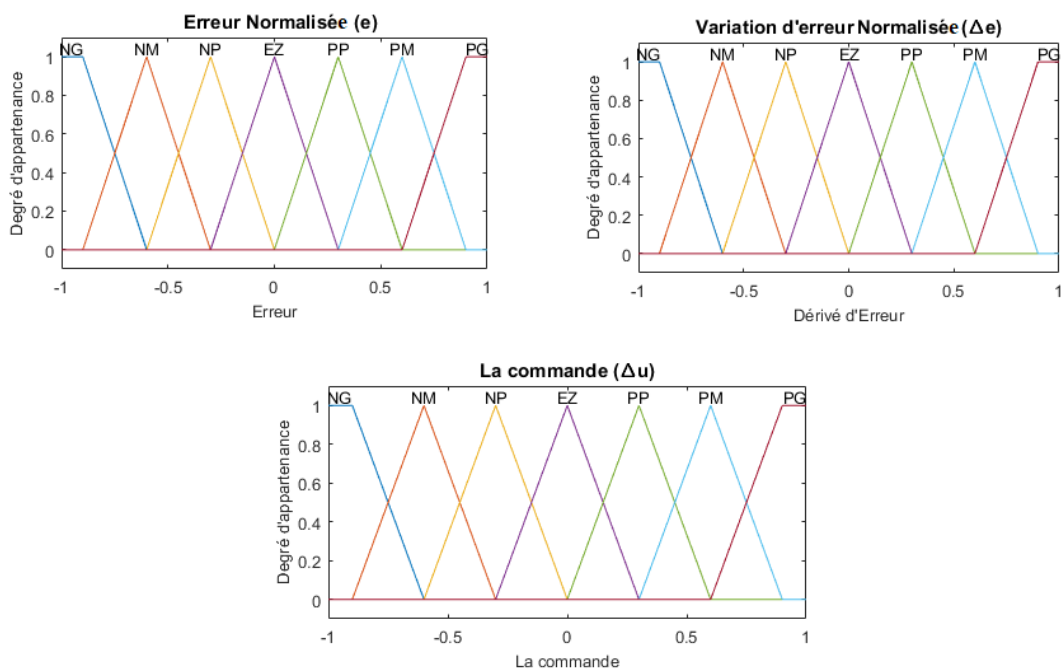 Erreur Normalisée (e)
NG NM NP EZ PP PM PG
1
0.8
0.6
0.4
0.2
0
Degré d'appartenance
-1 -0.5 0 0.5 1
Erreur
Variation d'erreur Normalisée (Δe)
NG NM NP EZ PP PM PG
1
0.8
0.6
0.4
0.2
0
Degré d'appartenance
-1 -0.5 0 0.5 1
Dérivé d'Erreur
La commande (Δu)
NG NM NP EZ PP PM PG
1
0.8
0.6
0.4
0.2
0
Degré d'appartenance
-1 -0.5 0 0.5 1
La commande